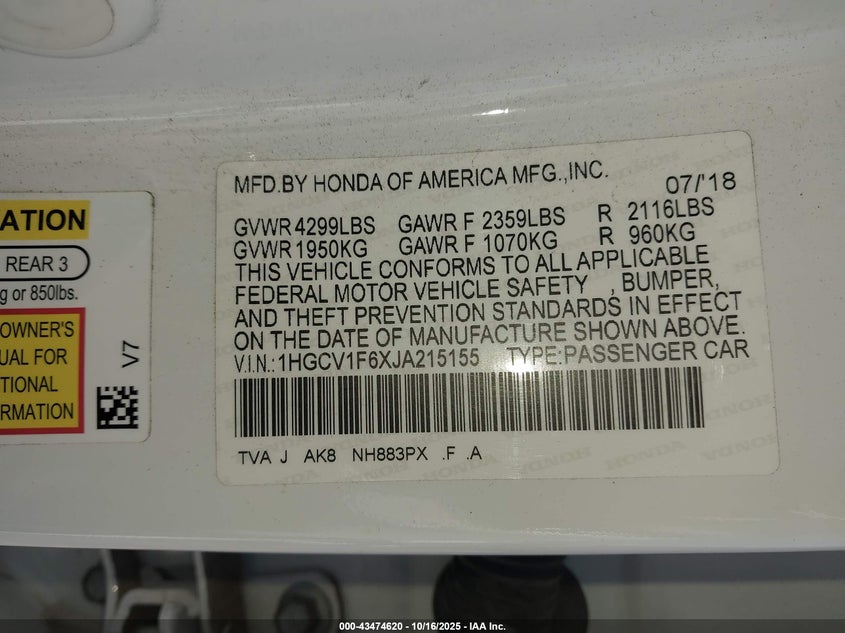 MFD.BY HONDA OF AMERICA MFG.,INC. 07/'18
GVWR 4299LBS GAWR F 2359LBS R 2116LBS
GVWR 1950KG GAWR F 1070KG R 960KG
THIS VEHICLE CONFORMS TO ALL APPLICABLE
FEDERAL MOTOR VEHICLE SAFETY , BUMPER,
AND THEFT PREVENTION STANDARDS IN EFFECT
ON THE DATE OF MANUFACTURE SHOWN ABOVE.
V.I.N.: 1HGCV1F6XJA215155 TYPE:PASSENGER CAR
TVA J AK8 NH883PX .F .A
ATION
REAR 3
g or 850lbs.
OWNER'S
UAL FOR
TIONAL
RMATION
V7
HONDA HONDA
000-43474620 - 10/16/2025 - IAA Inc.